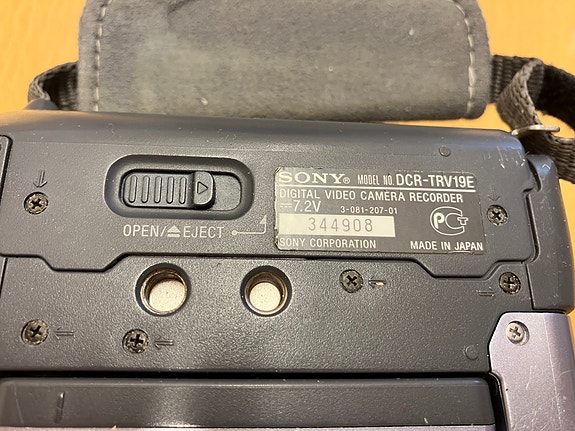 SONY® MODEL NO. DCR-TRV19E
DIGITAL VIDEO CAMERA RECORDER
⎓7.2V 3-081-207-01
344908
SONY CORPORATION MADE IN JAPAN
OPEN/⏏EJECT